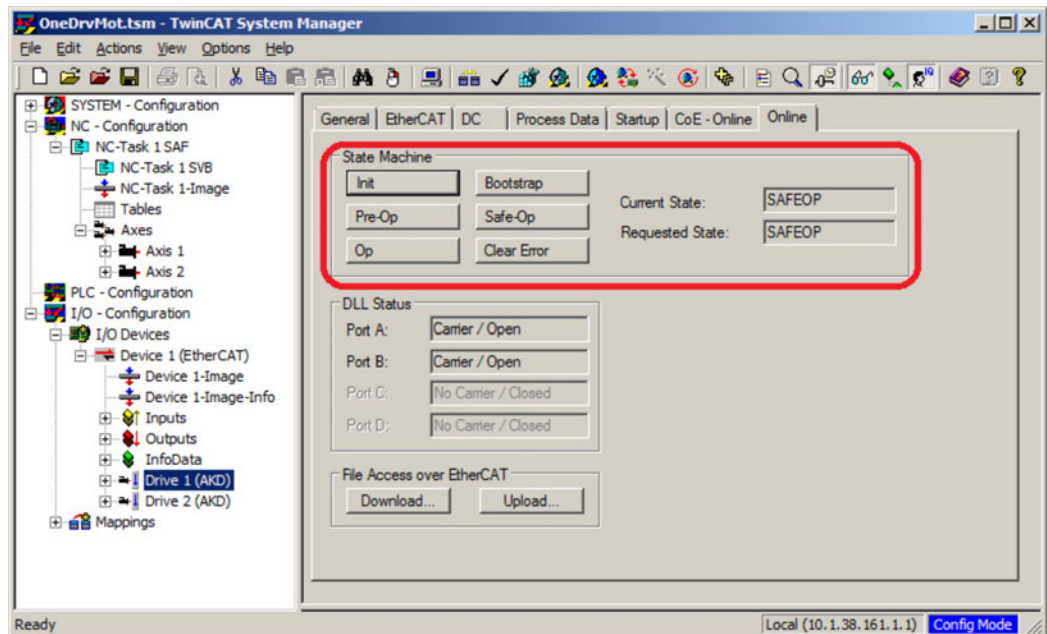 OneDrvMot.tsm - TwinCAT System Manager
File Edit Actions View Options Help
SYSTEM - Configuration
NC - Configuration
NC-Task 1 SAF
NC-Task 1 SVB
NC-Task 1-Image
Tables
Axes
Axis 1
Axis 2
PLC - Configuration
I/O - Configuration
I/O Devices
Device 1 (EtherCAT)
Device 1-Image
Device 1-Image-Info
Inputs
Outputs
InfoData
Drive 1 (AKD)
Drive 2 (AKD)
Mappings
General EtherCAT DC Process Data Startup CoE - Online Online
State Machine
Init Bootstrap
Pre-Op Safe-Op
Op Clear Error
Current State: SAFEOP
Requested State: SAFEOP
DLL Status
Port A: Carrier / Open
Port B: Carrier / Open
Port C: No Carrier / Closed
Port D: No Carrier / Closed
File Access over EtherCAT
Download... Upload...
Ready Local (10.1.38.161.1.1) Config Mode